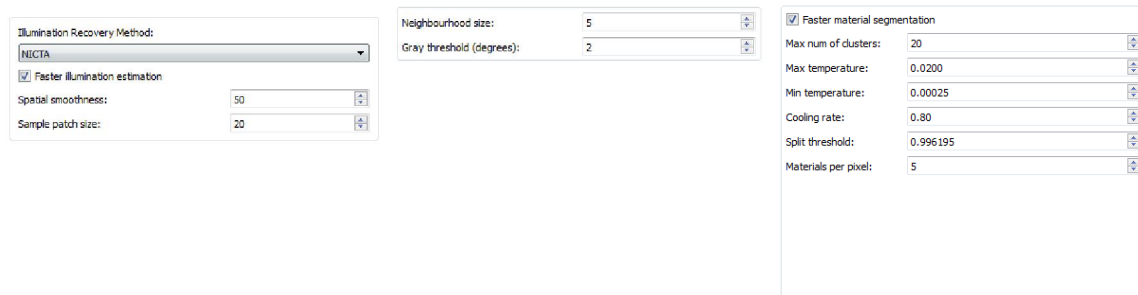 Illumination Recovery Method:
NICTA
Faster illumination estimation
Spatial smoothness: 50
Sample patch size: 20
Neighbourhood size: 5
Gray threshold (degrees): 2
Faster material segmentation
Max num of clusters: 20
Max temperature: 0.0200
Min temperature: 0.00025
Cooling rate: 0.80
Split threshold: 0.996195
Materials per pixel: 5